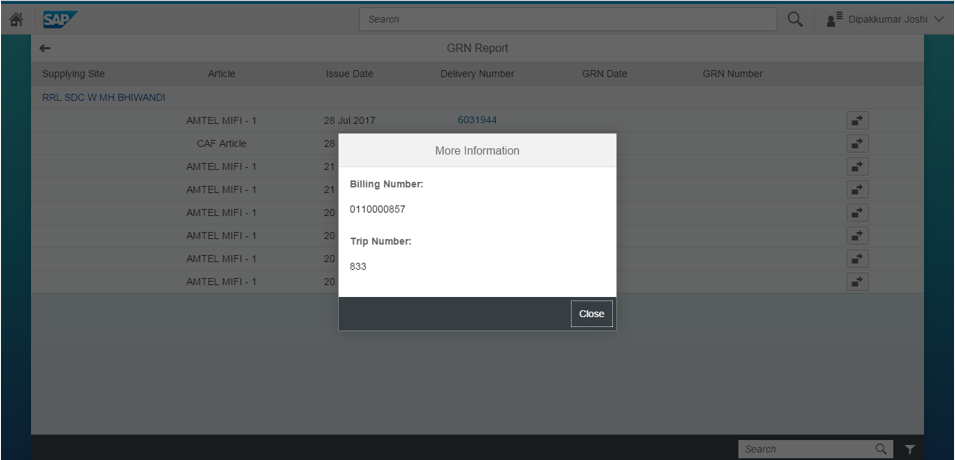 SAP Search Dipakkumar Joshi
GRN Report
Supplying Site Article Issue Date Delivery Number GRN Date GRN Number
RRL SDC W MH BHIWANDI
AMTEL MIFI - 1 28 Jul 2017 6031944
CAF Article 28
AMTEL MIFI - 1 21
AMTEL MIFI - 1 21
AMTEL MIFI - 1 20
AMTEL MIFI - 1 20
AMTEL MIFI - 1 20
AMTEL MIFI - 1 20
More Information
Billing Number:
0110000857
Trip Number:
833
Close
Search